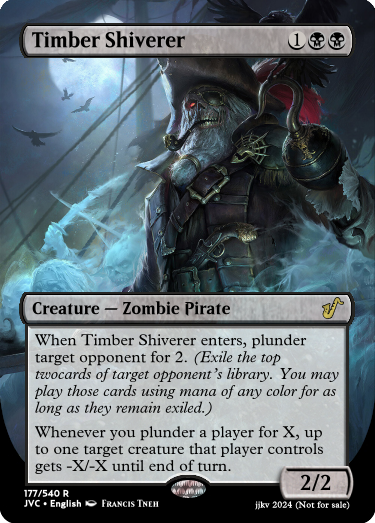 Timber Shiverer 1
Creature — Zombie Pirate
When Timber Shiverer enters, plunder
target opponent for 2. (Exile the top
twocards of target opponent's library. You may
play those cards using mana of any color for as
long as they remain exiled.)
Whenever you plunder a player for X, up
to one target creature that player controls
gets -X/-X until end of turn.
2/2
177/540 R
JVC • English Francis Tneh
jjkv 2024 (Not for sale)